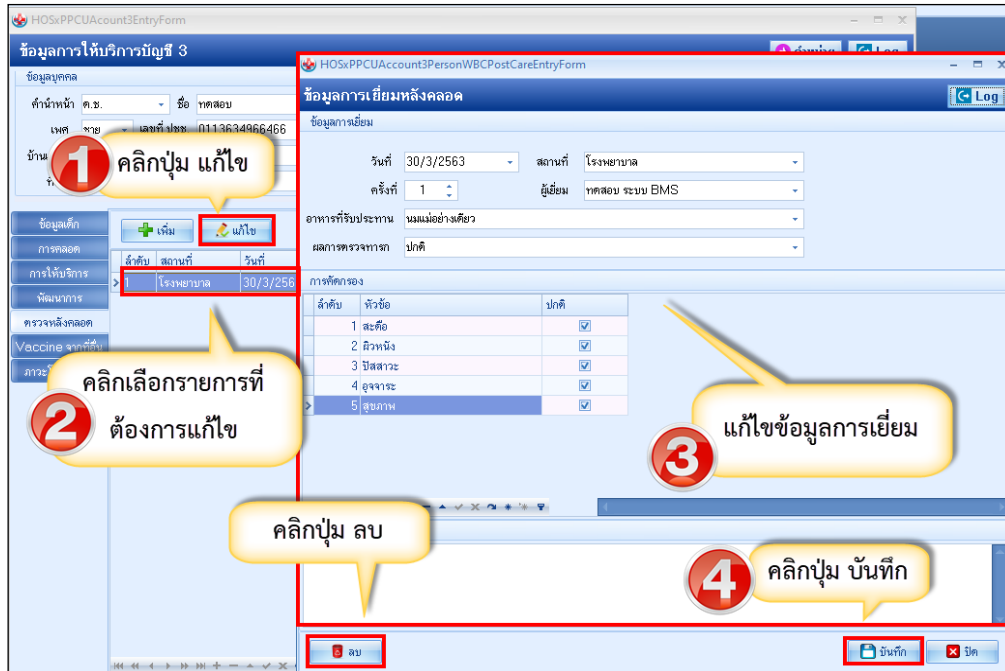 HOSxPPCUAcount3EntryForm
ข้อมูลการให้บริการบัญชี 3
Log
ข้อมูลบุคคล
คำนำหน้า ด.ช. ชื่อ ทดสอบ
เพศ ชาย เลขที่ ปชช. 0113634966466
1 คลิกปุ่ม แก้ไข
ข้อมูลเด็ก
การคลอด
การให้บริการ
พัฒนาการ
ตรวจหลังคลอด
Vaccine จากที่อื่น
เพิ่ม แก้ไข
ลำดับ สถานที่ วันที่
1 โรงพยาบาล 30/3/256
2 คลิกเลือกรายการที่
ต้องการแก้ไข
HOSxPPCUAccount3PersonWBCPostCareEntryForm
ข้อมูลการเยี่ยมหลังคลอด
Log
ข้อมูลการเยี่ยม
วันที่ 30/3/2563 สถานที่ โรงพยาบาล
ครั้งที่ 1 ผู้เยี่ยม ทดสอบ ระบบ BMS
อาหารที่รับประทาน นมแม่อย่างเดียว
ผลการตรวจทารก ปกติ
การคัดกรอง
ลำดับ หัวข้อ ปกติ
1 สะดือ
2 ผิวหนัง
3 ปัสสาวะ
4 อุจจาระ
5 สุขภาพ
3 แก้ไขข้อมูลการเยี่ยม
คลิกปุ่ม ลบ
4 คลิกปุ่ม บันทึก
ลบ บันทึก ปิด